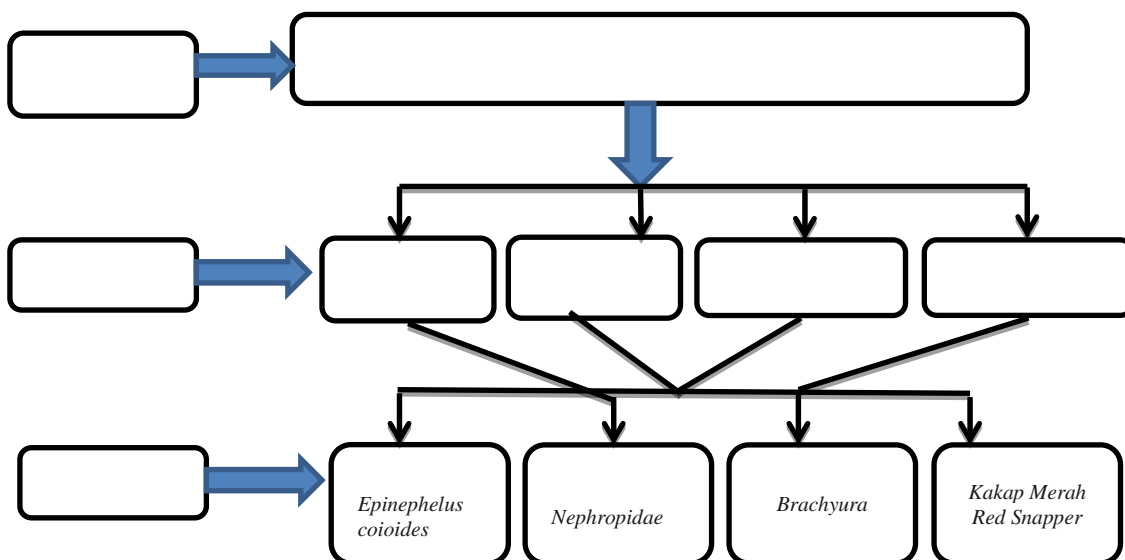 Epinephelus
coioides
Nephropidae
Brachyura
Kakap Merah
Red Snapper